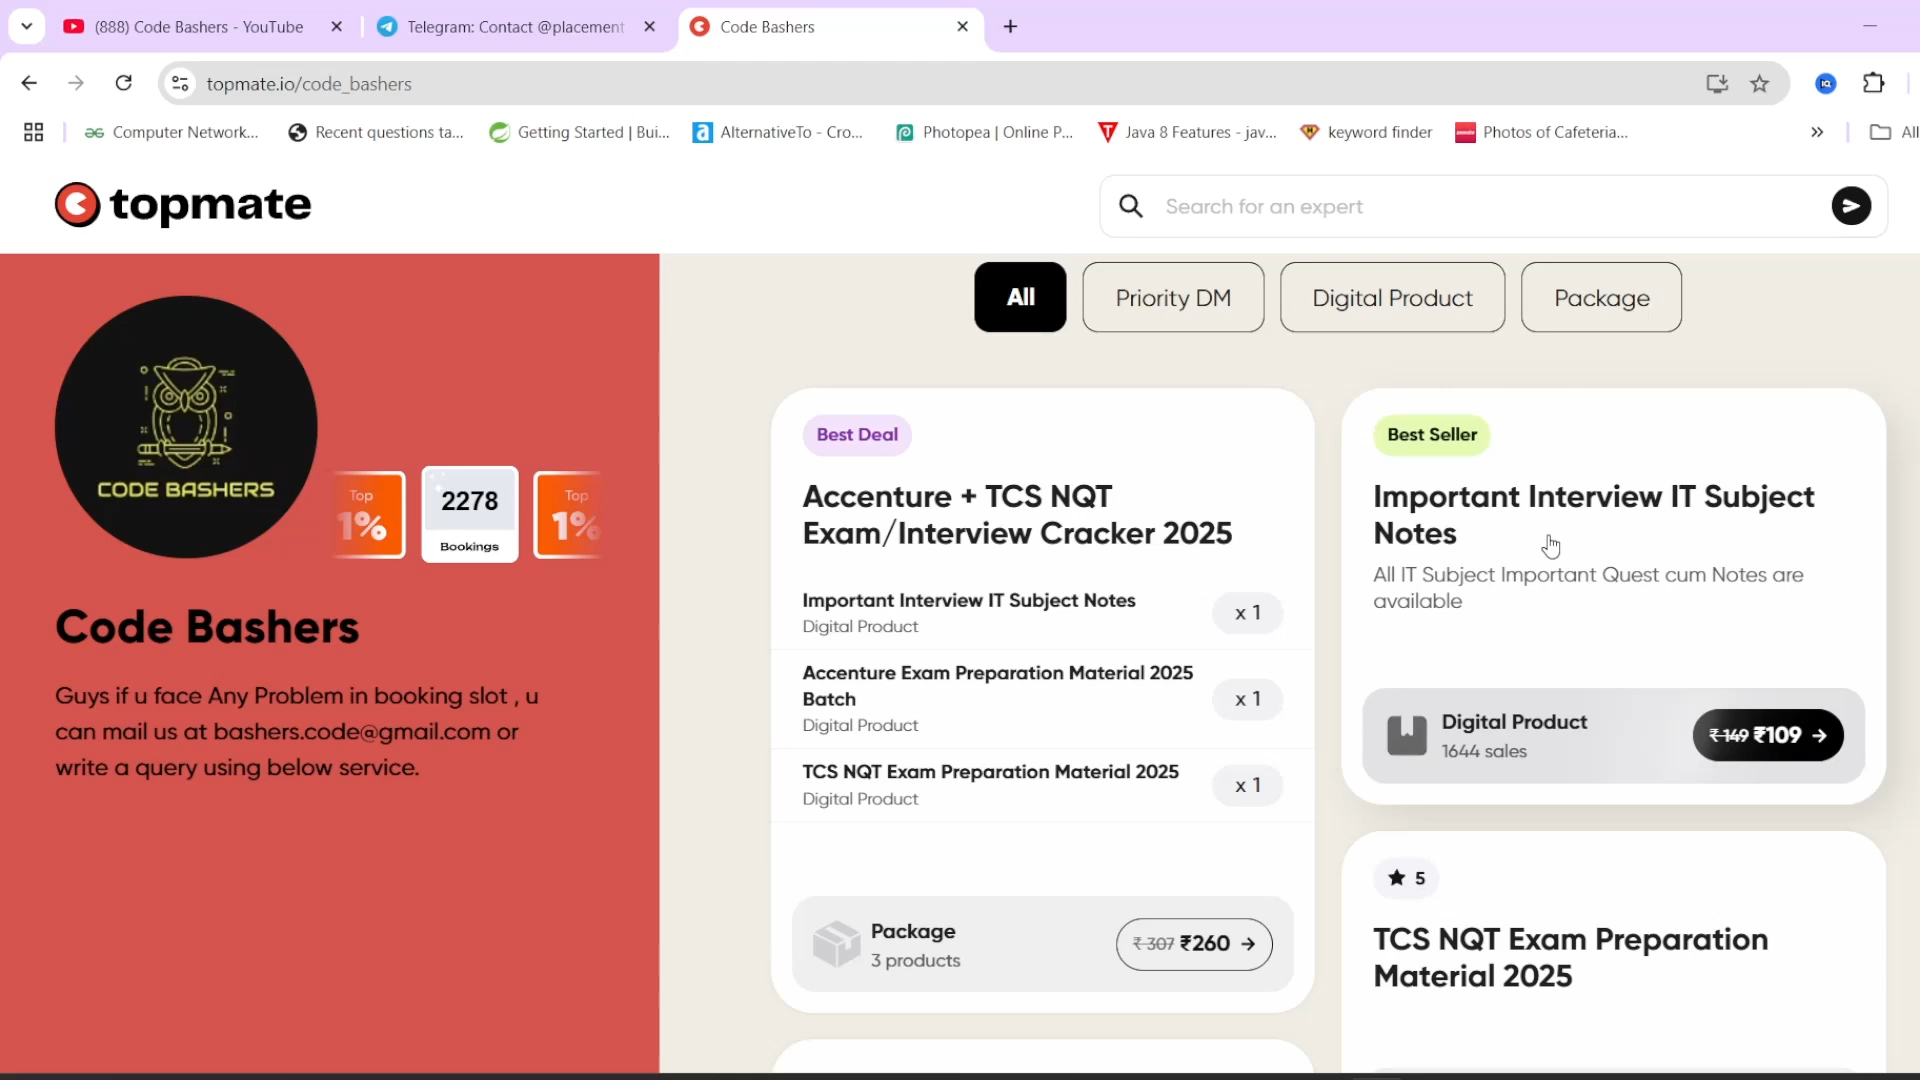 (888) Code Bashers - YouTube
Telegram: Contact @placement
Code Bashers
topmate.io/code_bashers
Computer Network...
Recent questions ta...
Getting Started | Bui...
AlternativeTo - Cro...
Photopea | Online P...
Java 8 Features - jav...
keyword finder
Photos of Cafeteria...
All
topmate
Search for an expert
All
Priority DM
Digital Product
Package
CODE BASHERS
Top
1%
2278
Bookings
Top
1%
Code Bashers
Guys if u face Any Problem in booking slot , u
can mail us at bashers.code@gmail.com or
write a query using below service.
Best Deal
Accenture + TCS NQT
Exam/Interview Cracker 2025
Important Interview IT Subject Notes
Digital Product
x 1
Accenture Exam Preparation Material 2025
Batch
Digital Product
x 1
TCS NQT Exam Preparation Material 2025
Digital Product
x 1
Package
3 products
₹ 307 ₹260
Best Seller
Important Interview IT Subject
Notes
All IT Subject Important Quest cum Notes are
available
Digital Product
1644 sales
₹ 149 ₹109
5
TCS NQT Exam Preparation
Material 2025